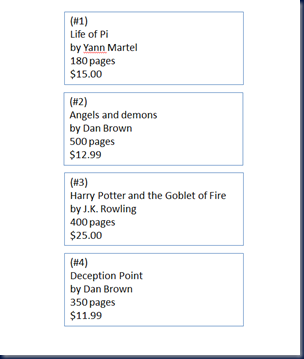 (#1)
Life of Pi
by Yann Martel
180 pages
$15.00
(#2)
Angels and demons
by Dan Brown
500 pages
$12.99
(#3)
Harry Potter and the Goblet of Fire
by J.K. Rowling
400 pages
$25.00
(#4)
Deception Point
by Dan Brown
350 pages
$11.99